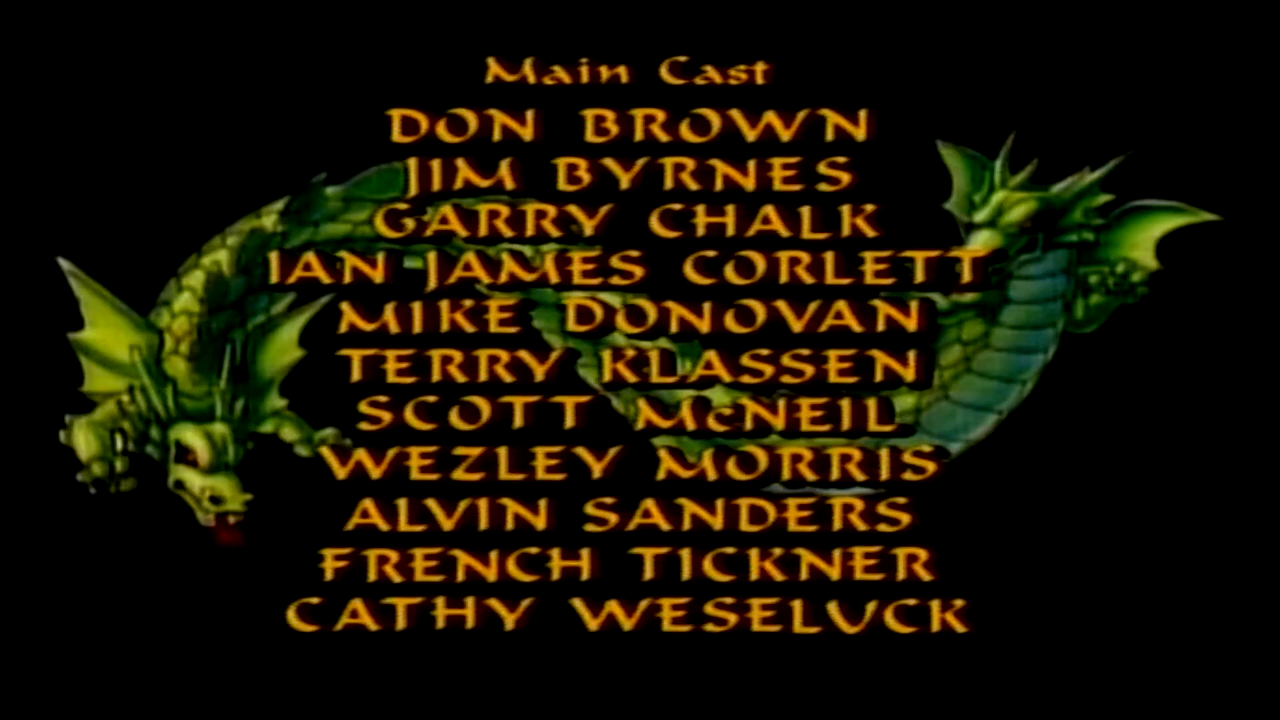 Main Cast
DON BROWN
JIM BYRNES
GARRY CHALK
IAN JAMES CORLETT
MIKE DONOVAN
TERRY KLASSEN
SCOTT McNEIL
WEZLEY MORRIS
ALVIN SANDERS
FRENCH TICKNER
CATHY WESELUCK